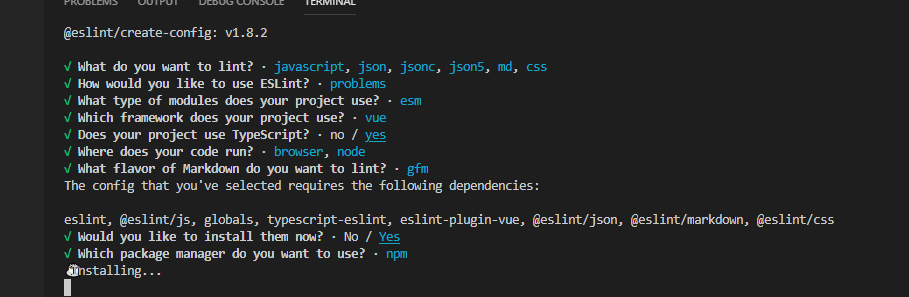 PROBLEMS OUTPUT DEBUG CONSOLE TERMINAL
@eslint/create-config: v1.8.2
√ What do you want to lint? · javascript, json, jsonc, json5, md, css
√ How would you like to use ESLint? · problems
√ What type of modules does your project use? · esm
√ Which framework does your project use? · vue
√ Does your project use TypeScript? · no / yes
√ Where does your code run? · browser, node
√ What flavor of Markdown do you want to lint? · gfm
The config that you've selected requires the following dependencies:
eslint, @eslint/js, globals, typescript-eslint, eslint-plugin-vue, @eslint/json, @eslint/markdown, @eslint/css
√ Would you like to install them now? · No / Yes
√ Which package manager do you want to use? · npm
☕Installing...